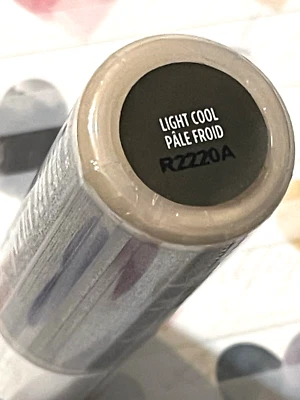 LIGHT COOL
PÂLE FROID
R2220A